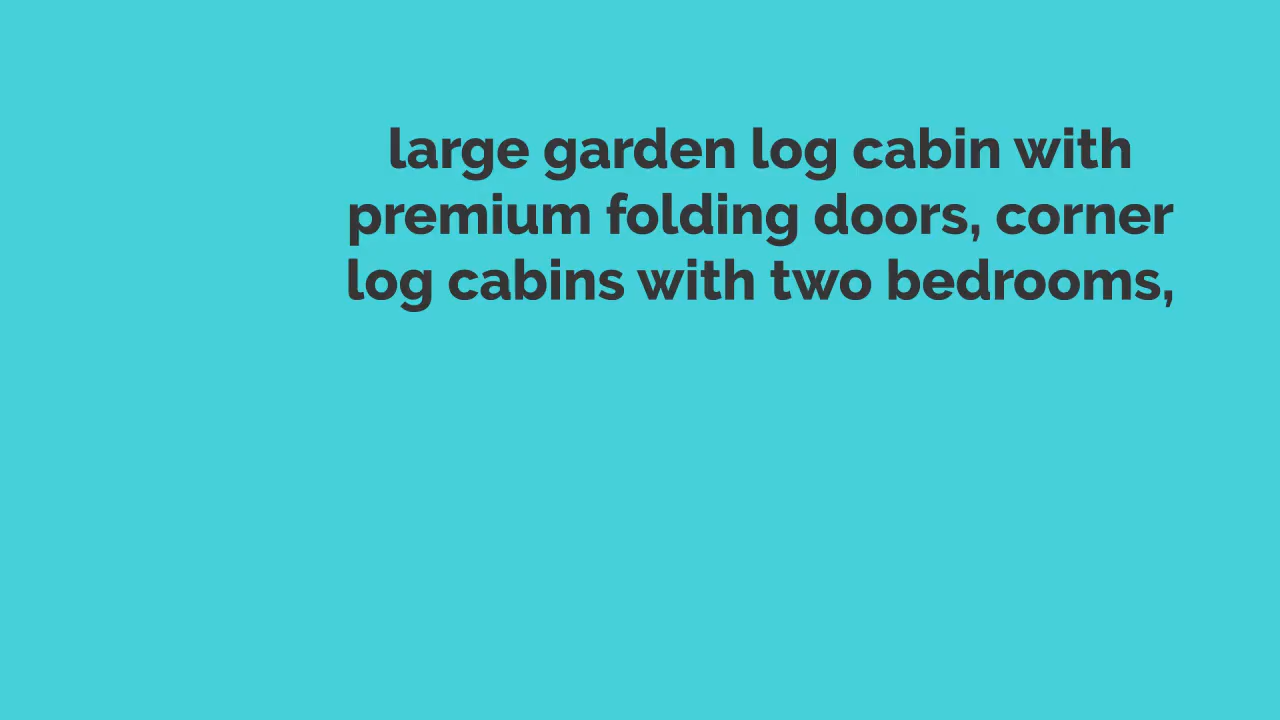 large garden log cabin with
premium folding doors, corner
log cabins with two bedrooms,